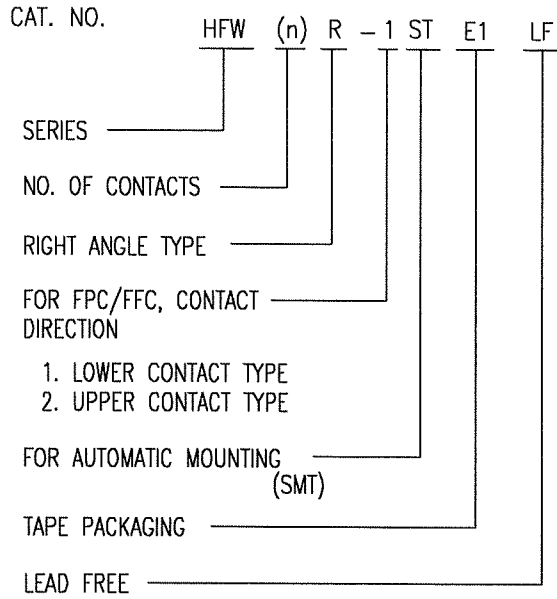 CAT. NO. HFW (n) R - 1 ST E1 LF
SERIES
NO. OF CONTACTS
RIGHT ANGLE TYPE
FOR FPC/FFC, CONTACT
DIRECTION
1. LOWER CONTACT TYPE
2. UPPER CONTACT TYPE
FOR AUTOMATIC MOUNTING
(SMT)
TAPE PACKAGING
LEAD FREE